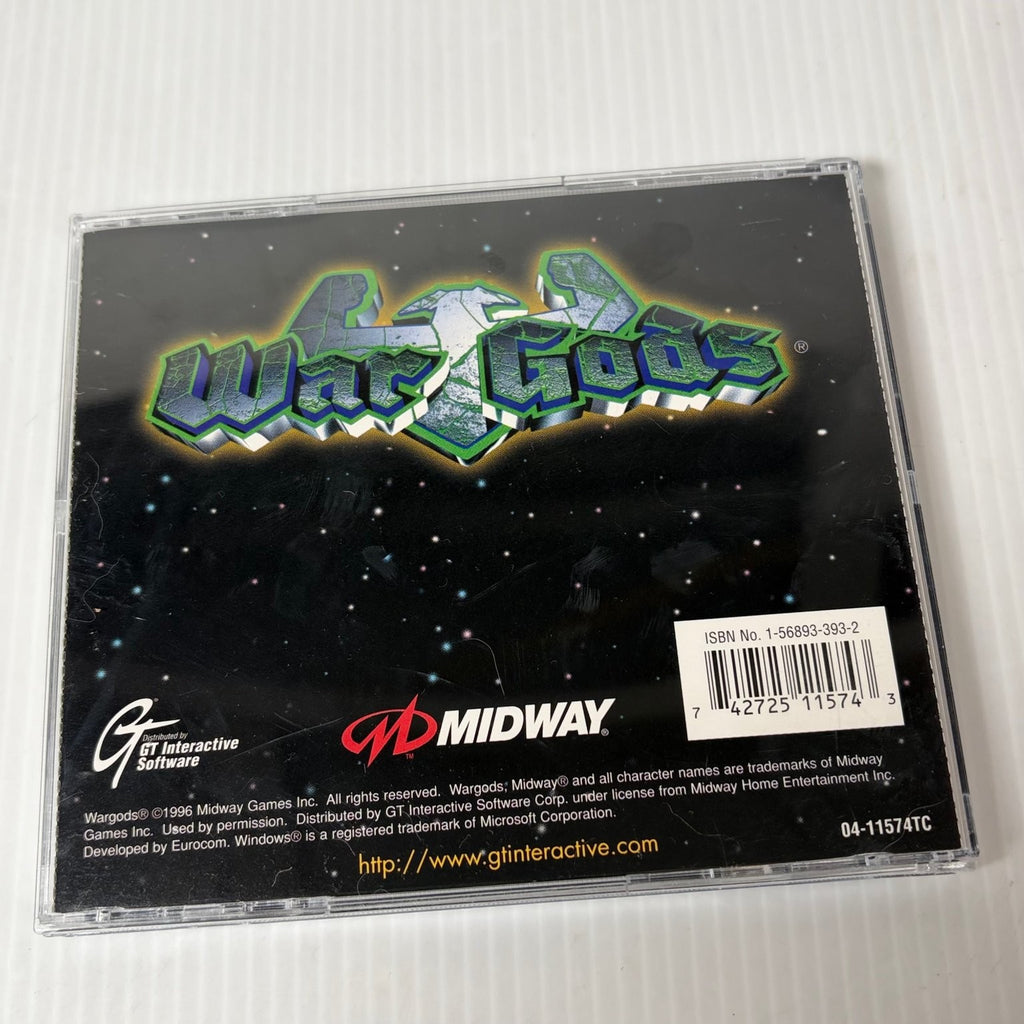 War Gods®
ISBN No. 1-56893-393-2
7 42725 11574 3
GT
Distributed by
GT Interactive
Software
MIDWAY®
TM
Wargods® ©1996 Midway Games Inc. All rights reserved. Wargods; Midway® and all character names are trademarks of Midway
Games Inc. Used by permission. Distributed by GT Interactive Software Corp. under license from Midway Home Entertainment Inc.
Developed by Eurocom. Windows® is a registered trademark of Microsoft Corporation.
04-11574TC
http://www.gtinteractive.com